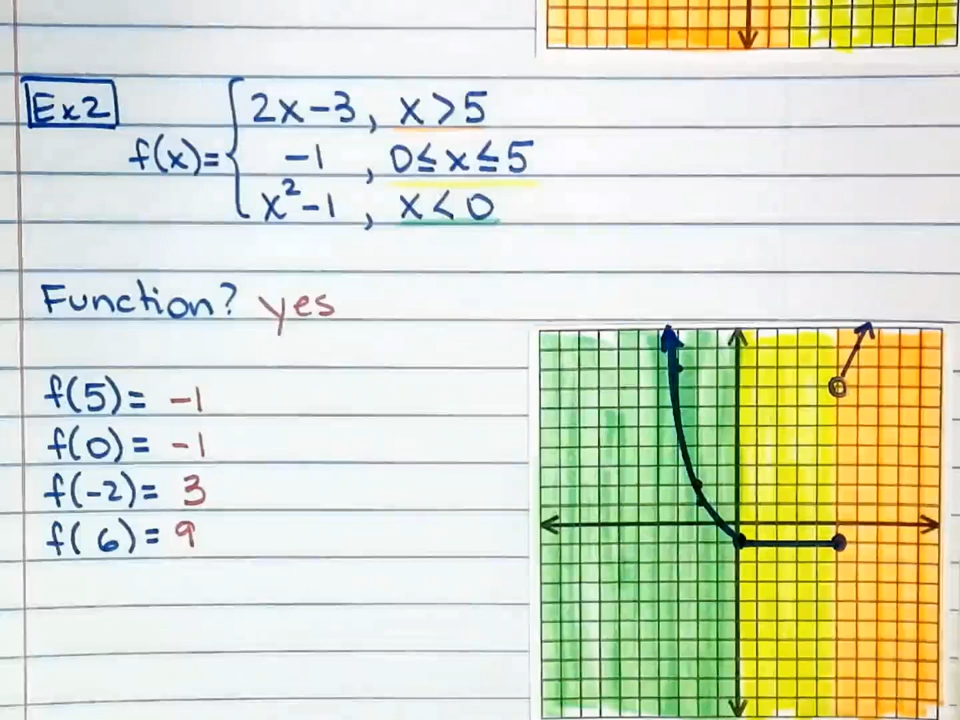 Ex2
f(x)= { 2x-3, x>5
-1, 0≤x≤5
x²-1, x<0
Function? yes
f(5)= -1
f(0)= -1
f(-2)= 3
f(6)= 9